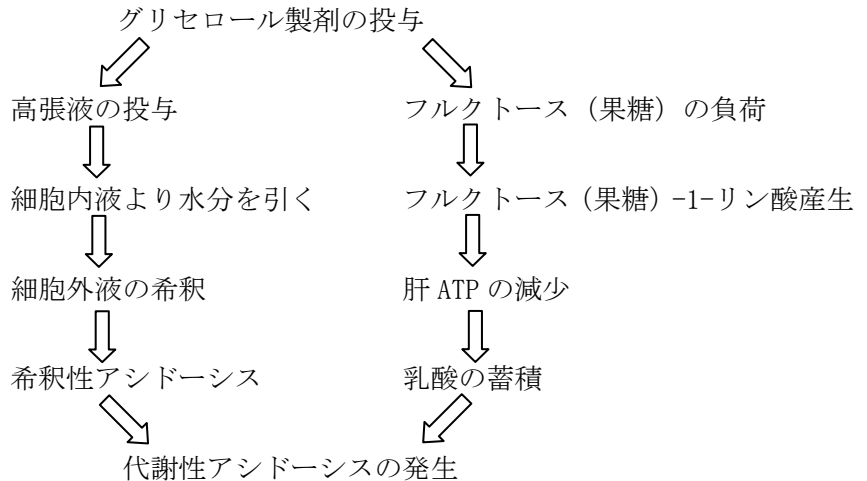 グリセロール製剤の投与
高張液の投与
フルクトース（果糖）の負荷
細胞内液より水分を引く
フルクトース（果糖）-1-リン酸産生
細胞外液の希釈
肝 ATP の減少
希釈性アシドーシス
乳酸の蓄積
代謝性アシドーシスの発生